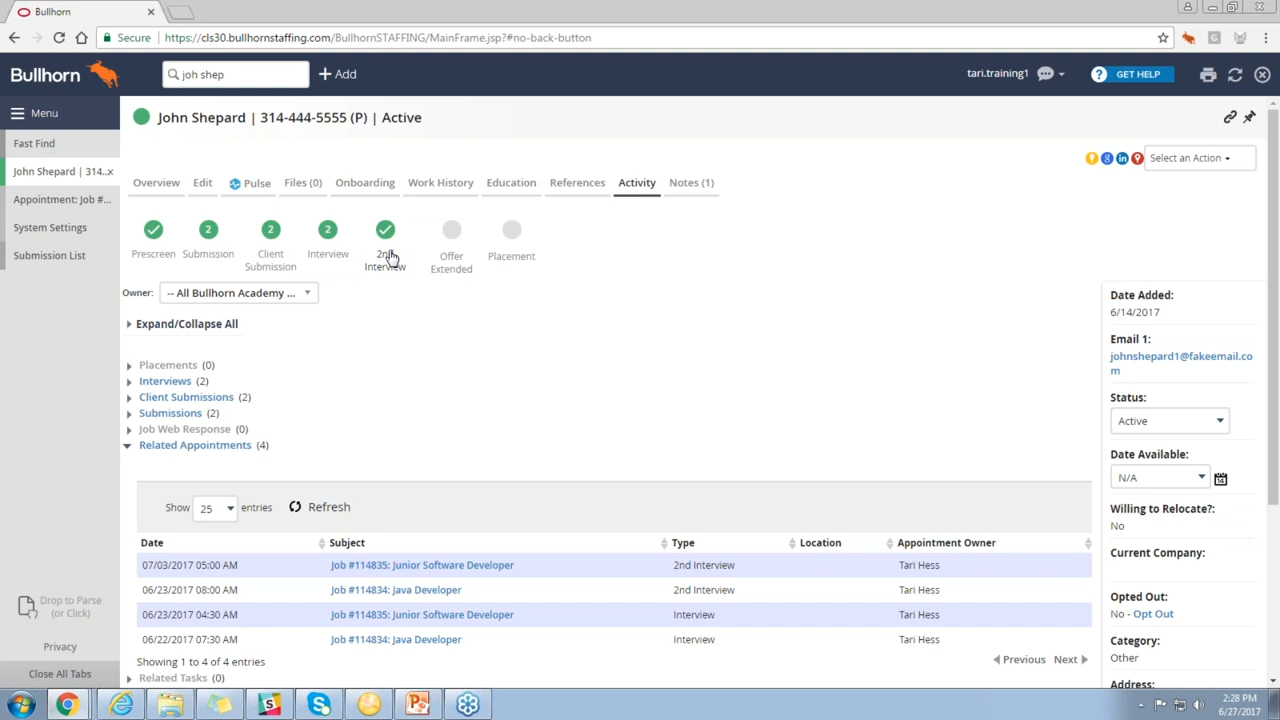 Bullhorn
Secure https://cls30.bullhornstaffing.com/BullhornSTAFFING/MainFrame.jsp?#no-back-button
Bullhorn joh shep Add tari.training1 ? GET HELP
Menu
Fast Find
John Shepard | 314...
Appointment: Job #...
System Settings
Submission List
Drop to Parse
(or Click)
Privacy
Close All Tabs
John Shepard | 314-444-5555 (P) | Active
Select an Action
Overview Edit Pulse Files (0) Onboarding Work History Education References Activity Notes (1)
2 2 2
Prescreen Submission Client Submission Interview 2nd Interview Offer Extended Placement
Owner: -- All Bullhorn Academy ...
Expand/Collapse All
Placements (0)
Interviews (2)
Client Submissions (2)
Submissions (2)
Job Web Response (0)
Related Appointments (4)
Show 25 entries Refresh
Date Subject Type Location Appointment Owner
07/03/2017 05:00 AM Job #114835: Junior Software Developer 2nd Interview Tari Hess
06/23/2017 08:00 AM Job #114834: Java Developer 2nd Interview Tari Hess
06/23/2017 04:30 AM Job #114835: Junior Software Developer Interview Tari Hess
06/22/2017 07:30 AM Job #114834: Java Developer Interview Tari Hess
Showing 1 to 4 of 4 entries Previous Next
Related Tasks (0)
Date Added:
6/14/2017
Email 1:
johnshepard1@fakeemail.co
m
Status:
Active
Date Available:
N/A
Willing to Relocate?:
No
Current Company:
Opted Out:
No - Opt Out
Category:
Other
Address:
2:28 PM
6/27/2017